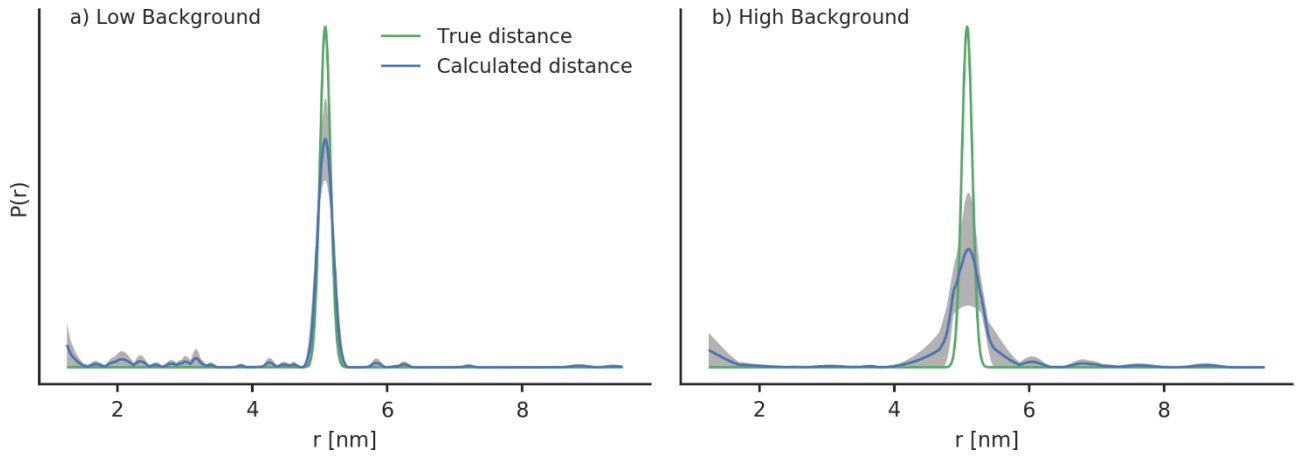 a) Low Background
True distance
Calculated distance
P(r)
2 4 6 8
r [nm]
b) High Background
2 4 6 8
r [nm]